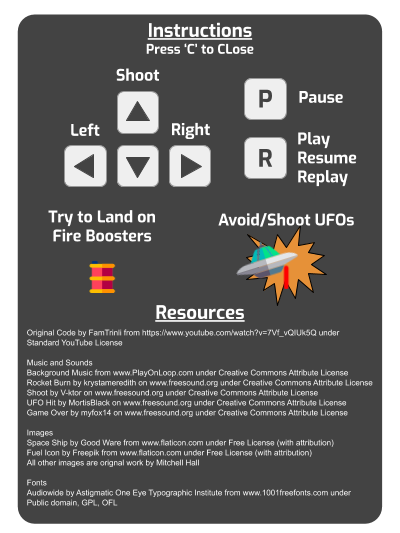 Instructions
Press 'C' to CLose
Shoot
Left
Right
P
Pause
R
Play
Resume
Replay
Try to Land on
Fire Boosters
Avoid/Shoot UFOs
Resources
Original Code by FamTrinli from https://www.youtube.com/watch?v=7Vf_vQIUk5Q under
Standard YouTube License
Music and Sounds
Background Music from www.PlayOnLoop.com under Creative Commons Attribute License
Rocket Burn by krystameredith on www.freesound.org under Creative Commons Attribute License
Shoot by V-ktor on www.freesound.org under Creative Commons Attribute License
UFO Hit by MortisBlack on www.freesound.org under Creative Commons Attribute License
Game Over by myfox14 on www.freesound.org under Creative Commons Attribute License
Images
Space Ship by Good Ware from www.flaticon.com under Free License (with attribution)
Fuel Icon by Freepik from www.flaticon.com under Free License (with attribution)
All other images are orignal work by Mitchell Hall
Fonts
Audiowide by Astigmatic One Eye Typographic Institute from www.1001freefonts.com under
Public domain, GPL, OFL